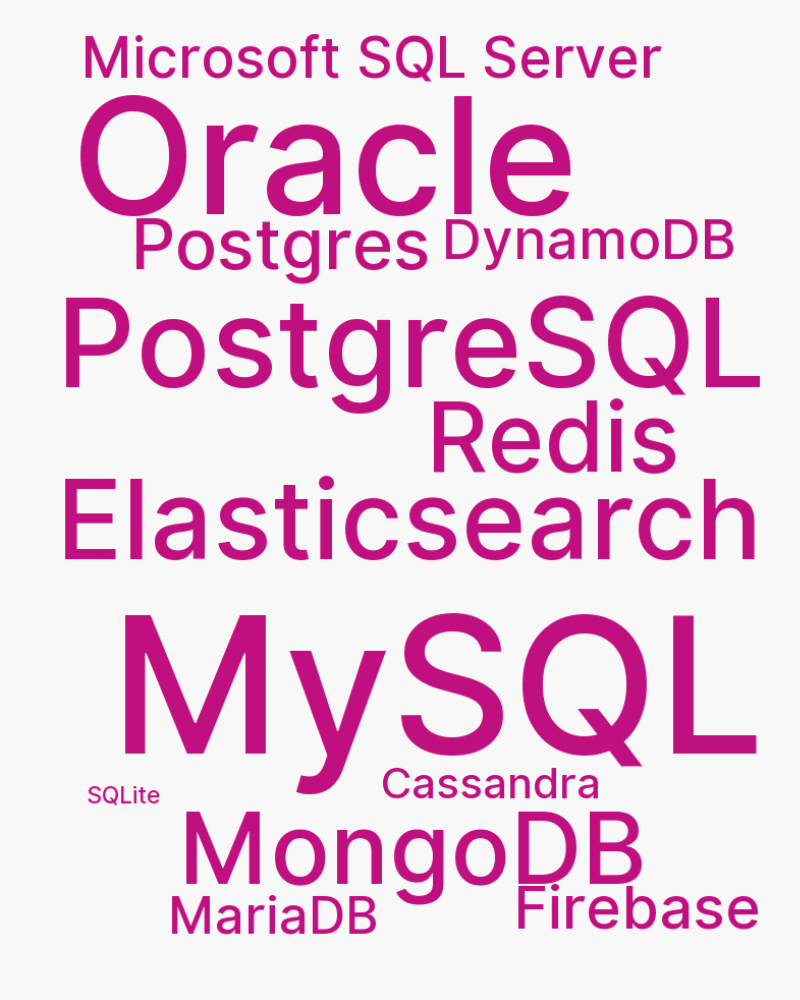 Microsoft SQL Server
Oracle
Postgres DynamoDB
PostgreSQL
Redis
Elasticsearch
MySQL
Cassandra
SQLite
MongoDB
Firebase
MariaDB